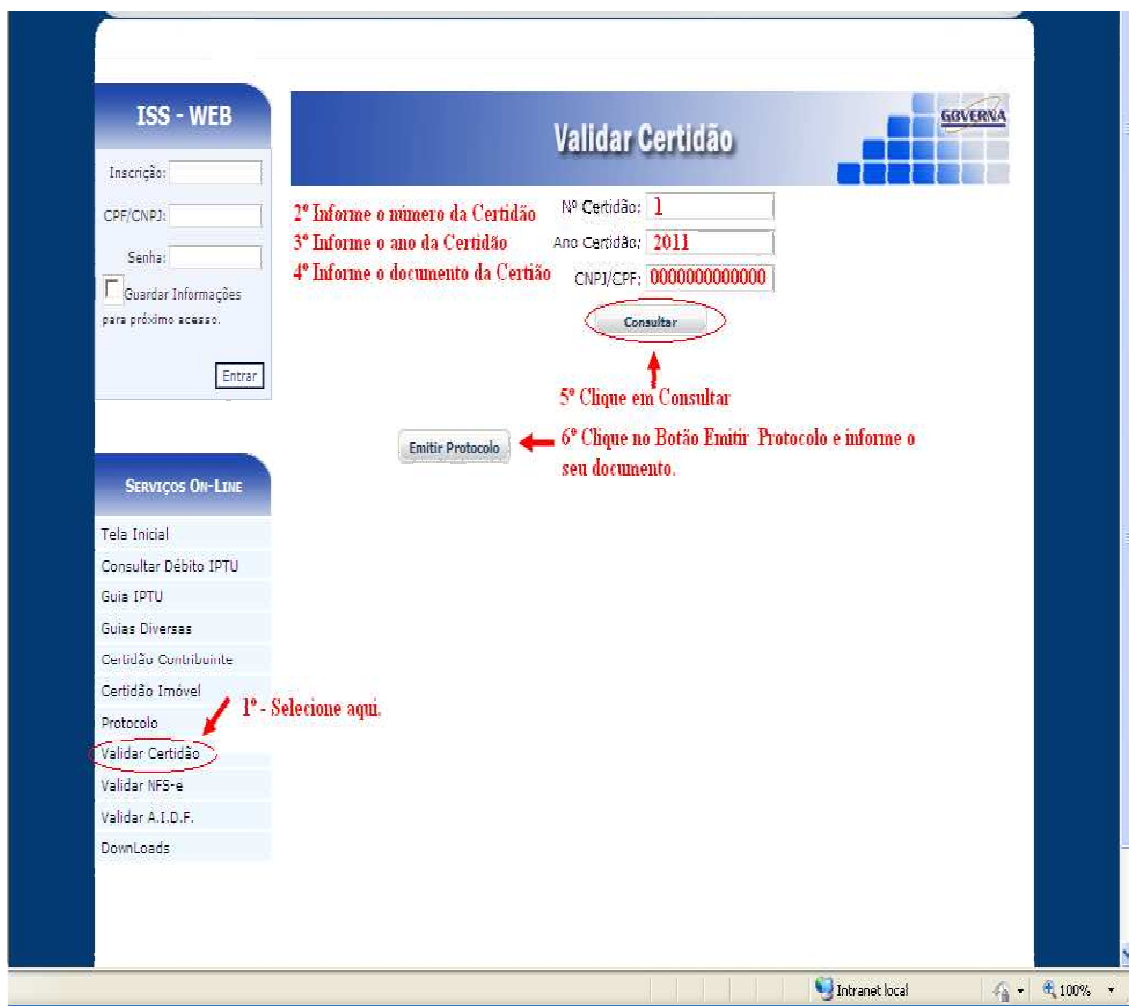 ISS - WEB
Inscrição:
CPF/CNPJ:
Senha:
Guardar Informações
para próximo acesso.
Entrar
Validar Certidão
GOVERNA
2º Informe o número da Certidão
Nº Certidão: 1
3º Informe o ano da Certidão
Ano Certidão: 2011
4º Informe o documento da Certião
CNPJ/CPF: 0000000000000
Consultar
5º Clique em Consultar
Emitir Protocolo
6º Clique no Botão Emitir Protocolo e informe o
seu documento.
Serviços On-Line
Tela Inicial
Consultar Débito IPTU
Guia IPTU
Guias Diversas
Certidão Contribuinte
Certidão Imóvel
1º - Selecione aqui.
Protocolo
Validar Certidão
Validar NFS-e
Validar A.I.D.F.
DownLoads
Intranet local
100%